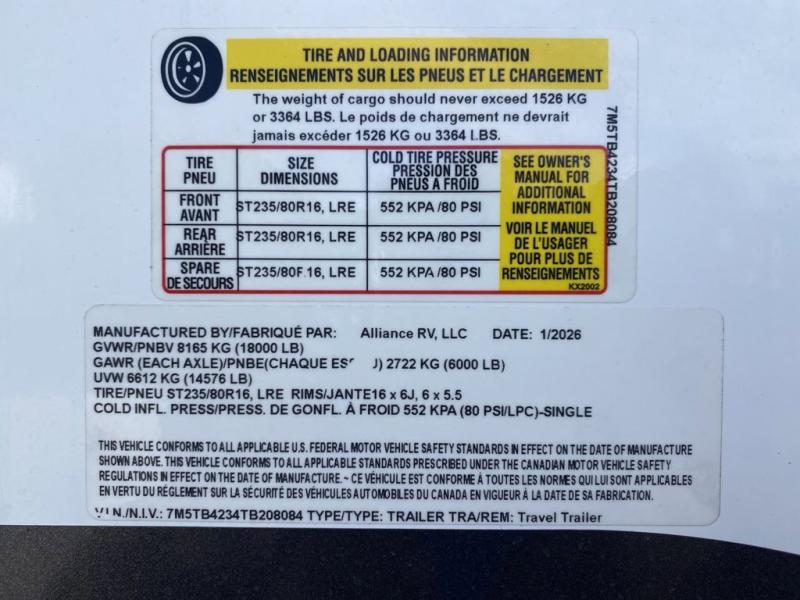 TIRE AND LOADING INFORMATION
RENSEIGNEMENTS SUR LES PNEUS ET LE CHARGEMENT
The weight of cargo should never exceed 1526 KG
or 3364 LBS. Le poids de chargement ne devrait
jamais excéder 1526 KG ou 3364 LBS.
TIRE
PNEU
SIZE
DIMENSIONS
COLD TIRE PRESSURE
PRESSION DES
PNEUS A FROID
SEE OWNER'S
MANUAL FOR
ADDITIONAL
INFORMATION
VOIR LE MANUEL
DE L'USAGER
POUR PLUS DE
RENSEIGNEMENTS
KX2002
FRONT
AVANT
ST235/80R16, LRE
552 KPA /80 PSI
REAR
ARRIÈRE
ST235/80R16, LRE
552 KPA /80 PSI
SPARE
DE SECOURS
ST235/80R16, LRE
552 KPA /80 PSI
7M5TB4234TB208084
MANUFACTURED BY/FABRIQUÉ PAR: Alliance RV, LLC DATE: 1/2026
GVWR/PNBV 8165 KG (18000 LB)
GAWR (EACH AXLE)/PNBE(CHAQUE 2722 KG (6000 LB)
UVW 6612 KG (14576 LB)
TIRE/PNEU ST235/80R16, LRE RIMS/JANTE16 x 6J, 6 x 5.5
COLD INFL. PRESS/PRESS. DE GONFL. À FROID 552 KPA (80 PSI/LPC)-SINGLE
THIS VEHICLE CONFORMS TO ALL APPLICABLE U.S. FEDERAL MOTOR VEHICLE SAFETY STANDARDS IN EFFECT ON THE DATE OF MANUFACTURE
SHOWN ABOVE. THIS VEHICLE CONFORMS TO ALL APPLICABLE STANDARDS PRESCRIBED UNDER THE CANADIAN MOTOR VEHICLE SAFETY
REGULATIONS IN EFFECT ON THE DATE OF MANUFACTURE. ~ CE VÉHICULE EST CONFORME À TOUTES LES NORMES QUI LUI SONT APPLICABLES
EN VERTU DU RÉGLEMENT SUR LA SÉCURITÉ DES VÉHICULES AUTOMOBILES DU CANADA EN VIGUEUR À LA DATE DE SA FABRICATION.
V.I.N./N.I.V.: 7M5TB4234TB208084 TYPE/TYPE: TRAILER TRA/REM: Travel Trailer